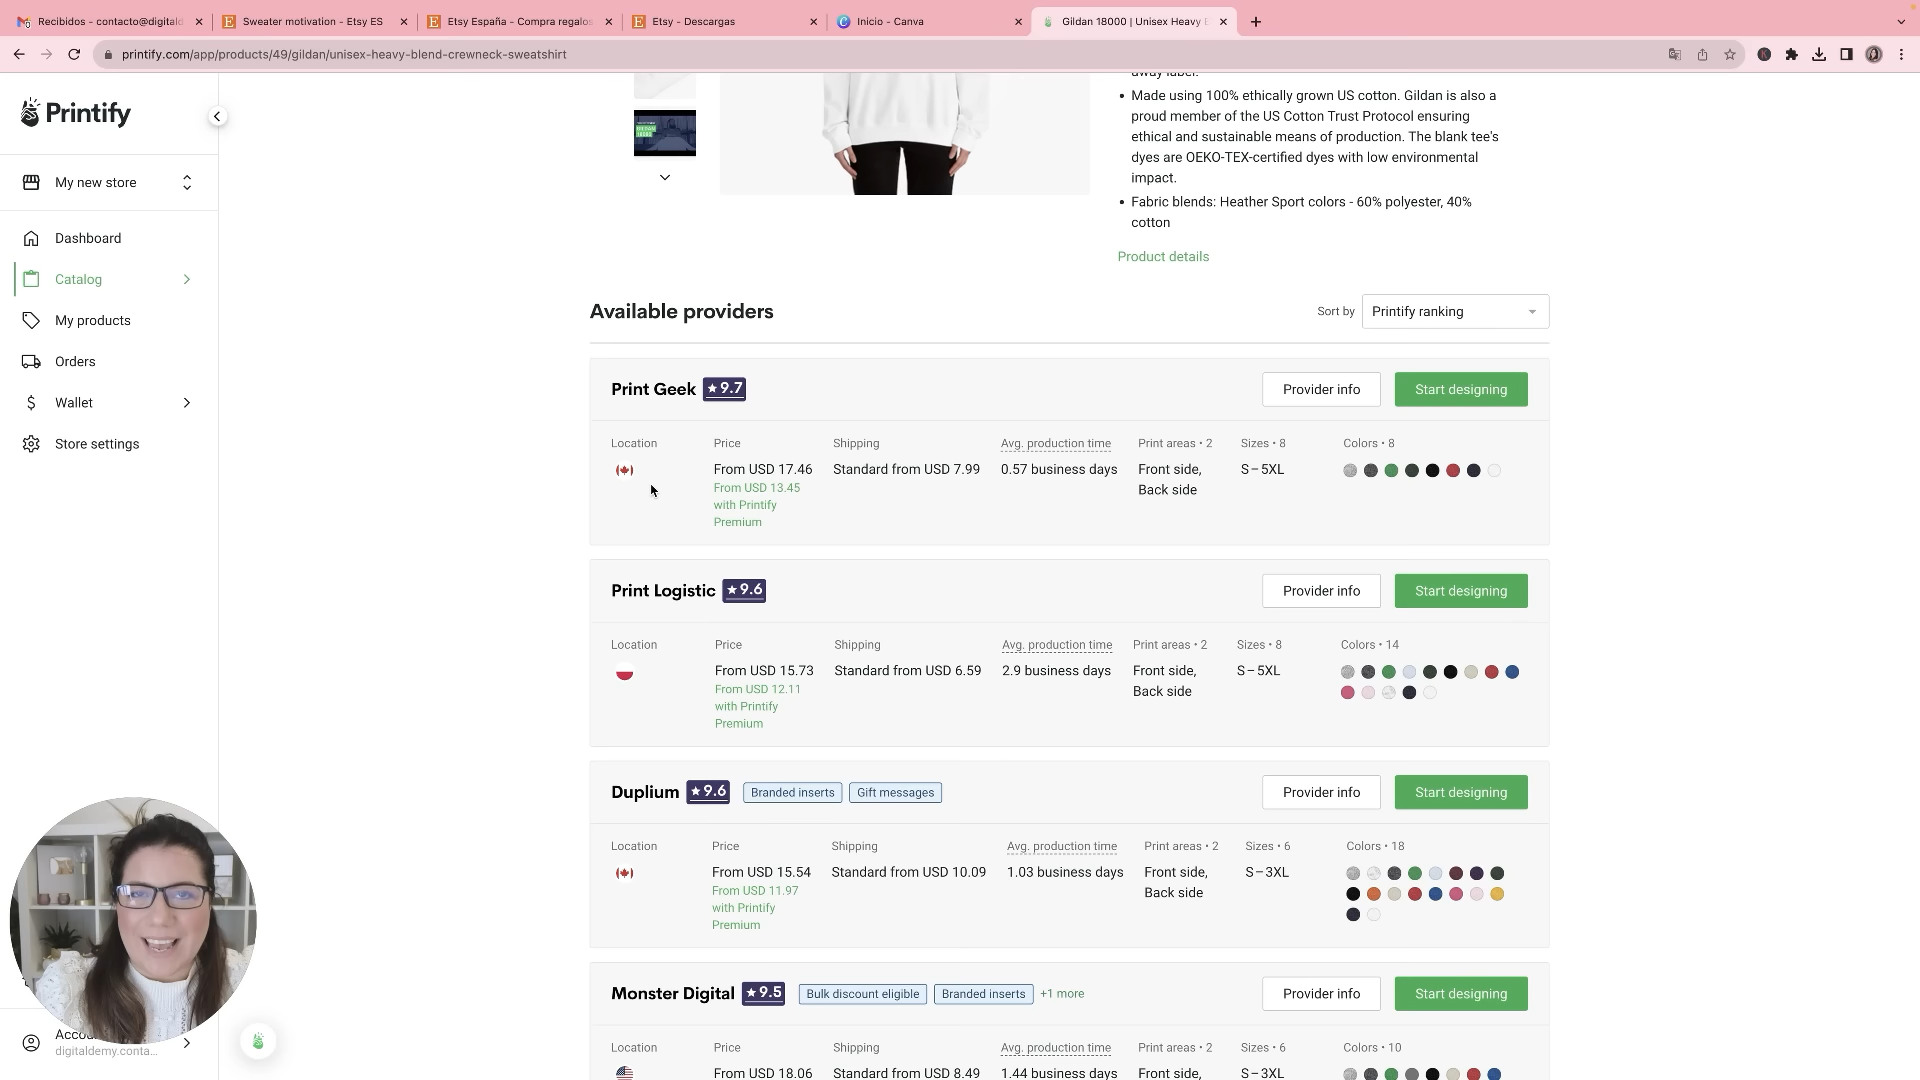 Recibidos - contacto@digitald
Sweater motivation - Etsy ES
Etsy España - Compra regalos
Etsy - Descargas
Inicio - Canva
Gildan 18000 | Unisex Heavy B
printify.com/app/products/49/gildan/unisex-heavy-blend-crewneck-sweatshirt
Printify
My new store
Dashboard
Catalog
My products
Orders
Wallet
Store settings
away label.
• Made using 100% ethically grown US cotton. Gildan is also a
proud member of the US Cotton Trust Protocol ensuring
ethical and sustainable means of production. The blank tee's
dyes are OEKO-TEX-certified dyes with low environmental
impact.
• Fabric blends: Heather Sport colors - 60% polyester, 40%
cotton
Product details
Available providers
Sort by Printify ranking
Print Geek ★ 9.7 Provider info Start designing
Location Price Shipping Avg. production time Print areas • 2 Sizes • 8 Colors • 8
From USD 17.46 Standard from USD 7.99 0.57 business days Front side, S – 5XL
From USD 13.45 Back side
with Printify
Premium
Print Logistic ★ 9.6 Provider info Start designing
Location Price Shipping Avg. production time Print areas • 2 Sizes • 8 Colors • 14
From USD 15.73 Standard from USD 6.59 2.9 business days Front side, S – 5XL
From USD 12.11 Back side
with Printify
Premium
Duplium ★ 9.6 Branded inserts Gift messages Provider info Start designing
Location Price Shipping Avg. production time Print areas • 2 Sizes • 6 Colors • 18
From USD 15.54 Standard from USD 10.09 1.03 business days Front side, S – 3XL
From USD 11.97 Back side
with Printify
Premium
Monster Digital ★ 9.5 Bulk discount eligible Branded inserts +1 more Provider info Start designing
Location Price Shipping Avg. production time Print areas • 2 Sizes • 6 Colors • 10
From USD 18.06 Standard from USD 8.49 1.44 business days Front side, S – 3XL
Accou
digitaldemy.conta...